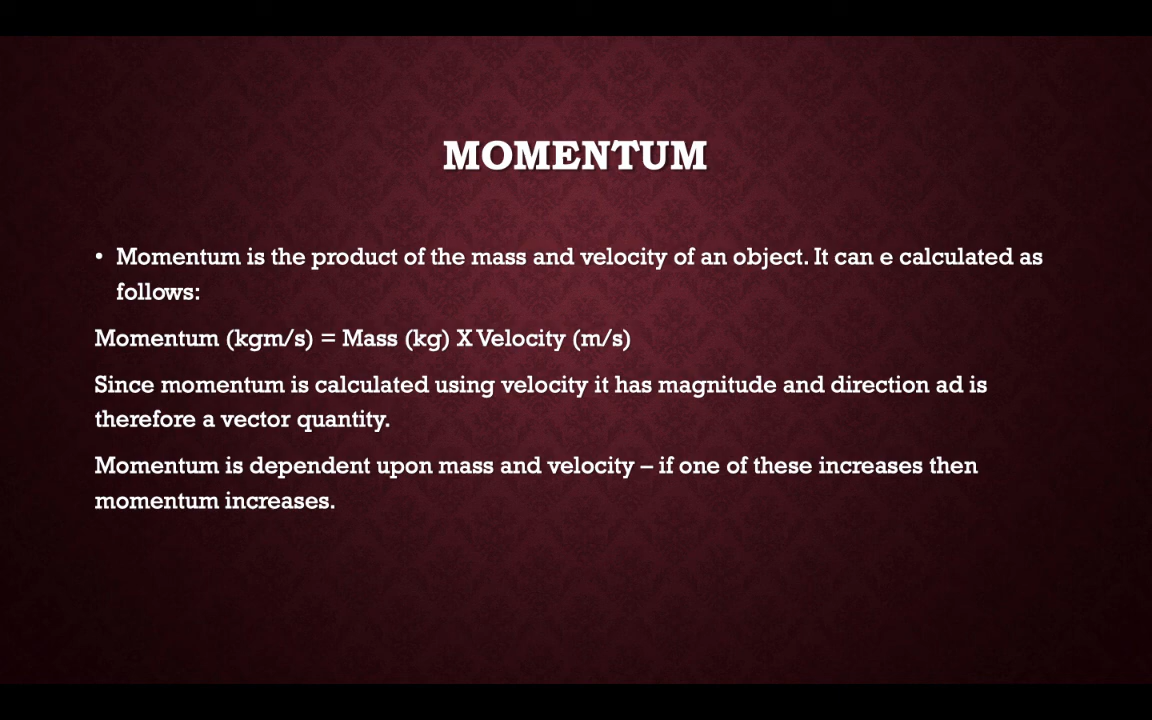 MOMENTUM
• Momentum is the product of the mass and velocity of an object. It can e calculated as
follows:
Momentum (kgm/s) = Mass (kg) X Velocity (m/s)
Since momentum is calculated using velocity it has magnitude and direction ad is
therefore a vector quantity.
Momentum is dependent upon mass and velocity – if one of these increases then
momentum increases.